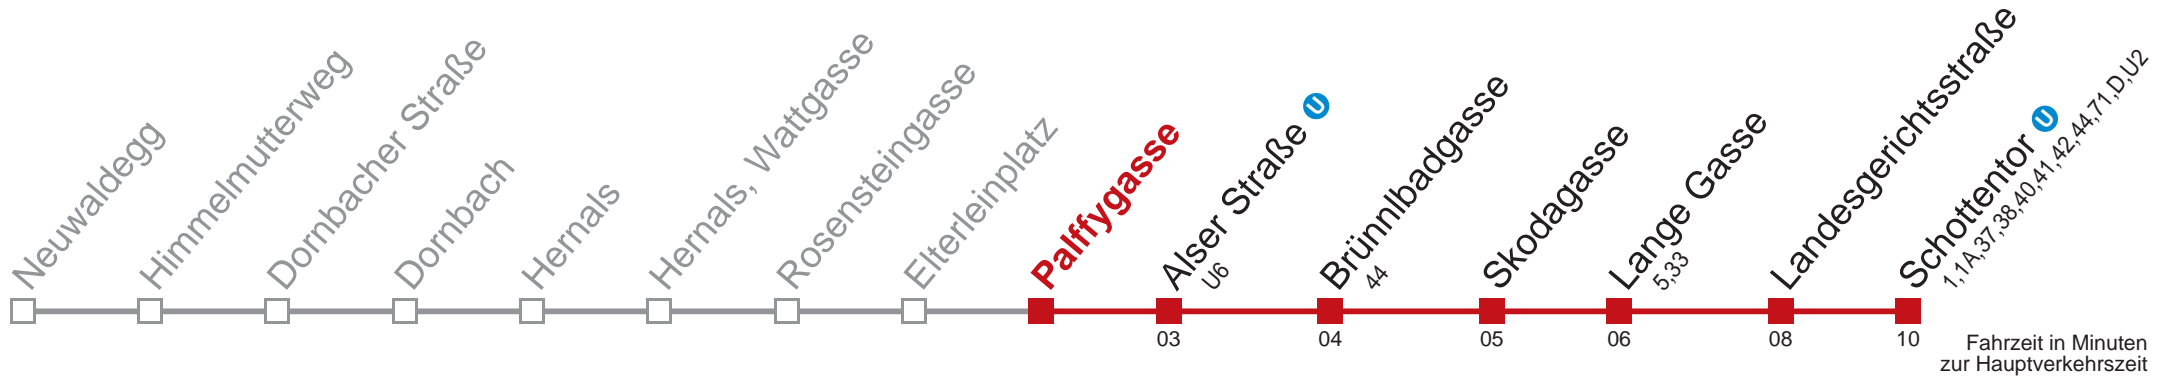 Neuwaldegg
Himmelmutterweg
Dornbacher Straße
Dornbach
Hernals
Hernals, Wattgasse
Rosensteingasse
Elterleinplatz
Palffygasse
Alser Straße U
U6
Brünnlbadgasse
44
Skodagasse
Lange Gasse
5,33
Landesgerichtsstraße
Schottentor U
1,1A,37,38,40,41,42,44,71,D,U2
03
04
05
06
08
10
Fahrzeit in Minuten
zur Hauptverkehrszeit